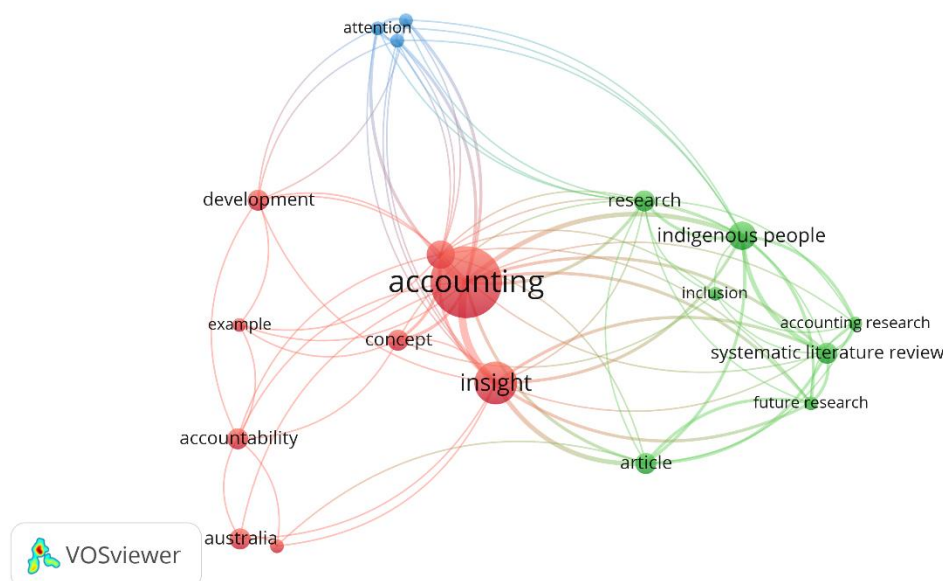 attention
development
research
indigenous people
accounting
inclusion
example
concept
accounting research
systematic literature review
insight
future research
accountability
article
australia
VOSviewer